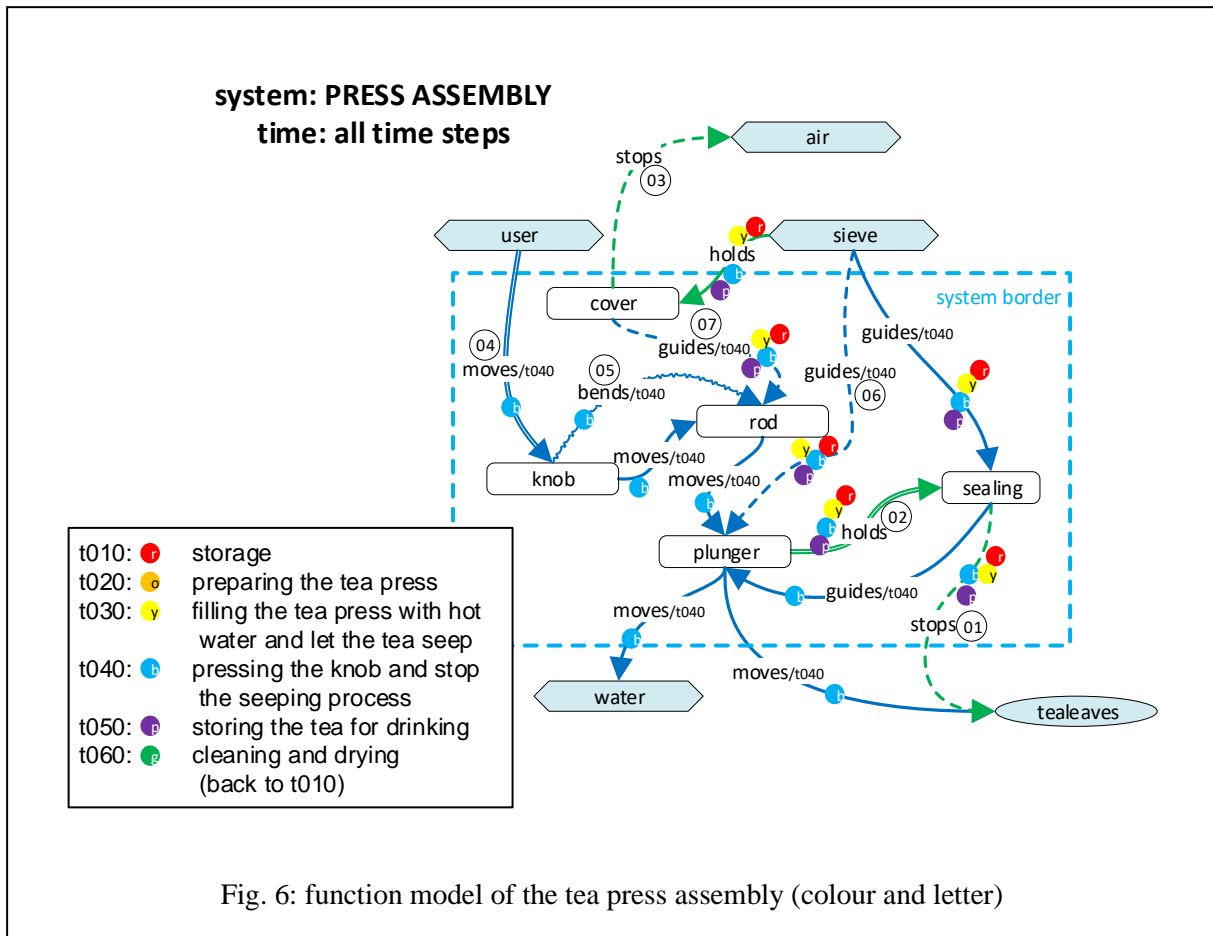 system: PRESS ASSEMBLY
time: all time steps
air
stops
03
user
sieve
r
y
holds
b
p
system border
cover
07
04
guides/t040
y
r
b
p
guides/t040
moves/t040
05
bends/t040
guides/t040
06
r
y
b
p
b
b
rod
moves/t040
b
knob
y
r
b
p
moves/t040
b
sealing
r
y
b
holds
02
p
plunger
r
b
y
p
guides/t040
b
moves/t040
b
stops
01
moves/t040
b
water
tealeaves
t010: r storage
t020: o preparing the tea press
t030: y filling the tea press with hot
water and let the tea seep
t040: b pressing the knob and stop
the seeping process
t050: p storing the tea for drinking
t060: g cleaning and drying
(back to t010)
Fig. 6: function model of the tea press assembly (colour and letter)